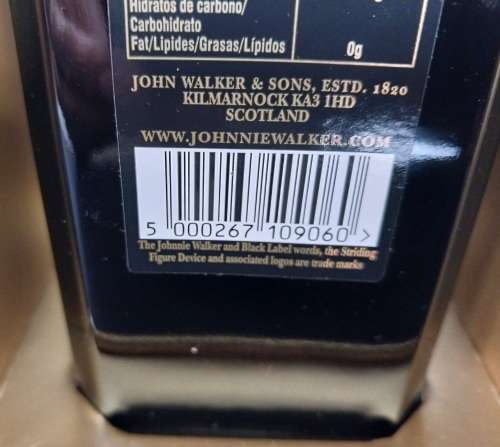 Hidratos de carbono/
Carbohidrato
Fat/Lipides/Grasas/Lípidos 0g
JOHN WALKER & SONS, ESTD. 1820
KILMARNOCK KA3 1HD
SCOTLAND
WWW.JOHNNIEWALKER.COM
5 000267 109060 >
The Johnnie Walker and Black Label words, the Striding
Figure Device and associated logos are trade marks